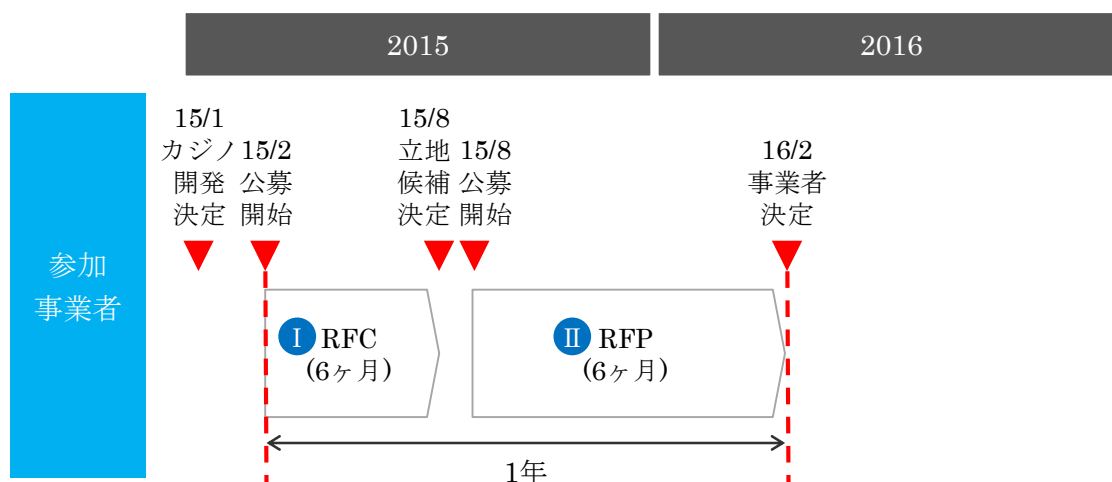 2015
2016
15/1
カジノ
開発
決定
15/2
公募
開始
15/8
立地
候補
決定
15/8
公募
開始
16/2
事業者
決定
参加
事業者
Ⅰ RFC
(6ヶ月)
Ⅱ RFP
(6ヶ月)
1年